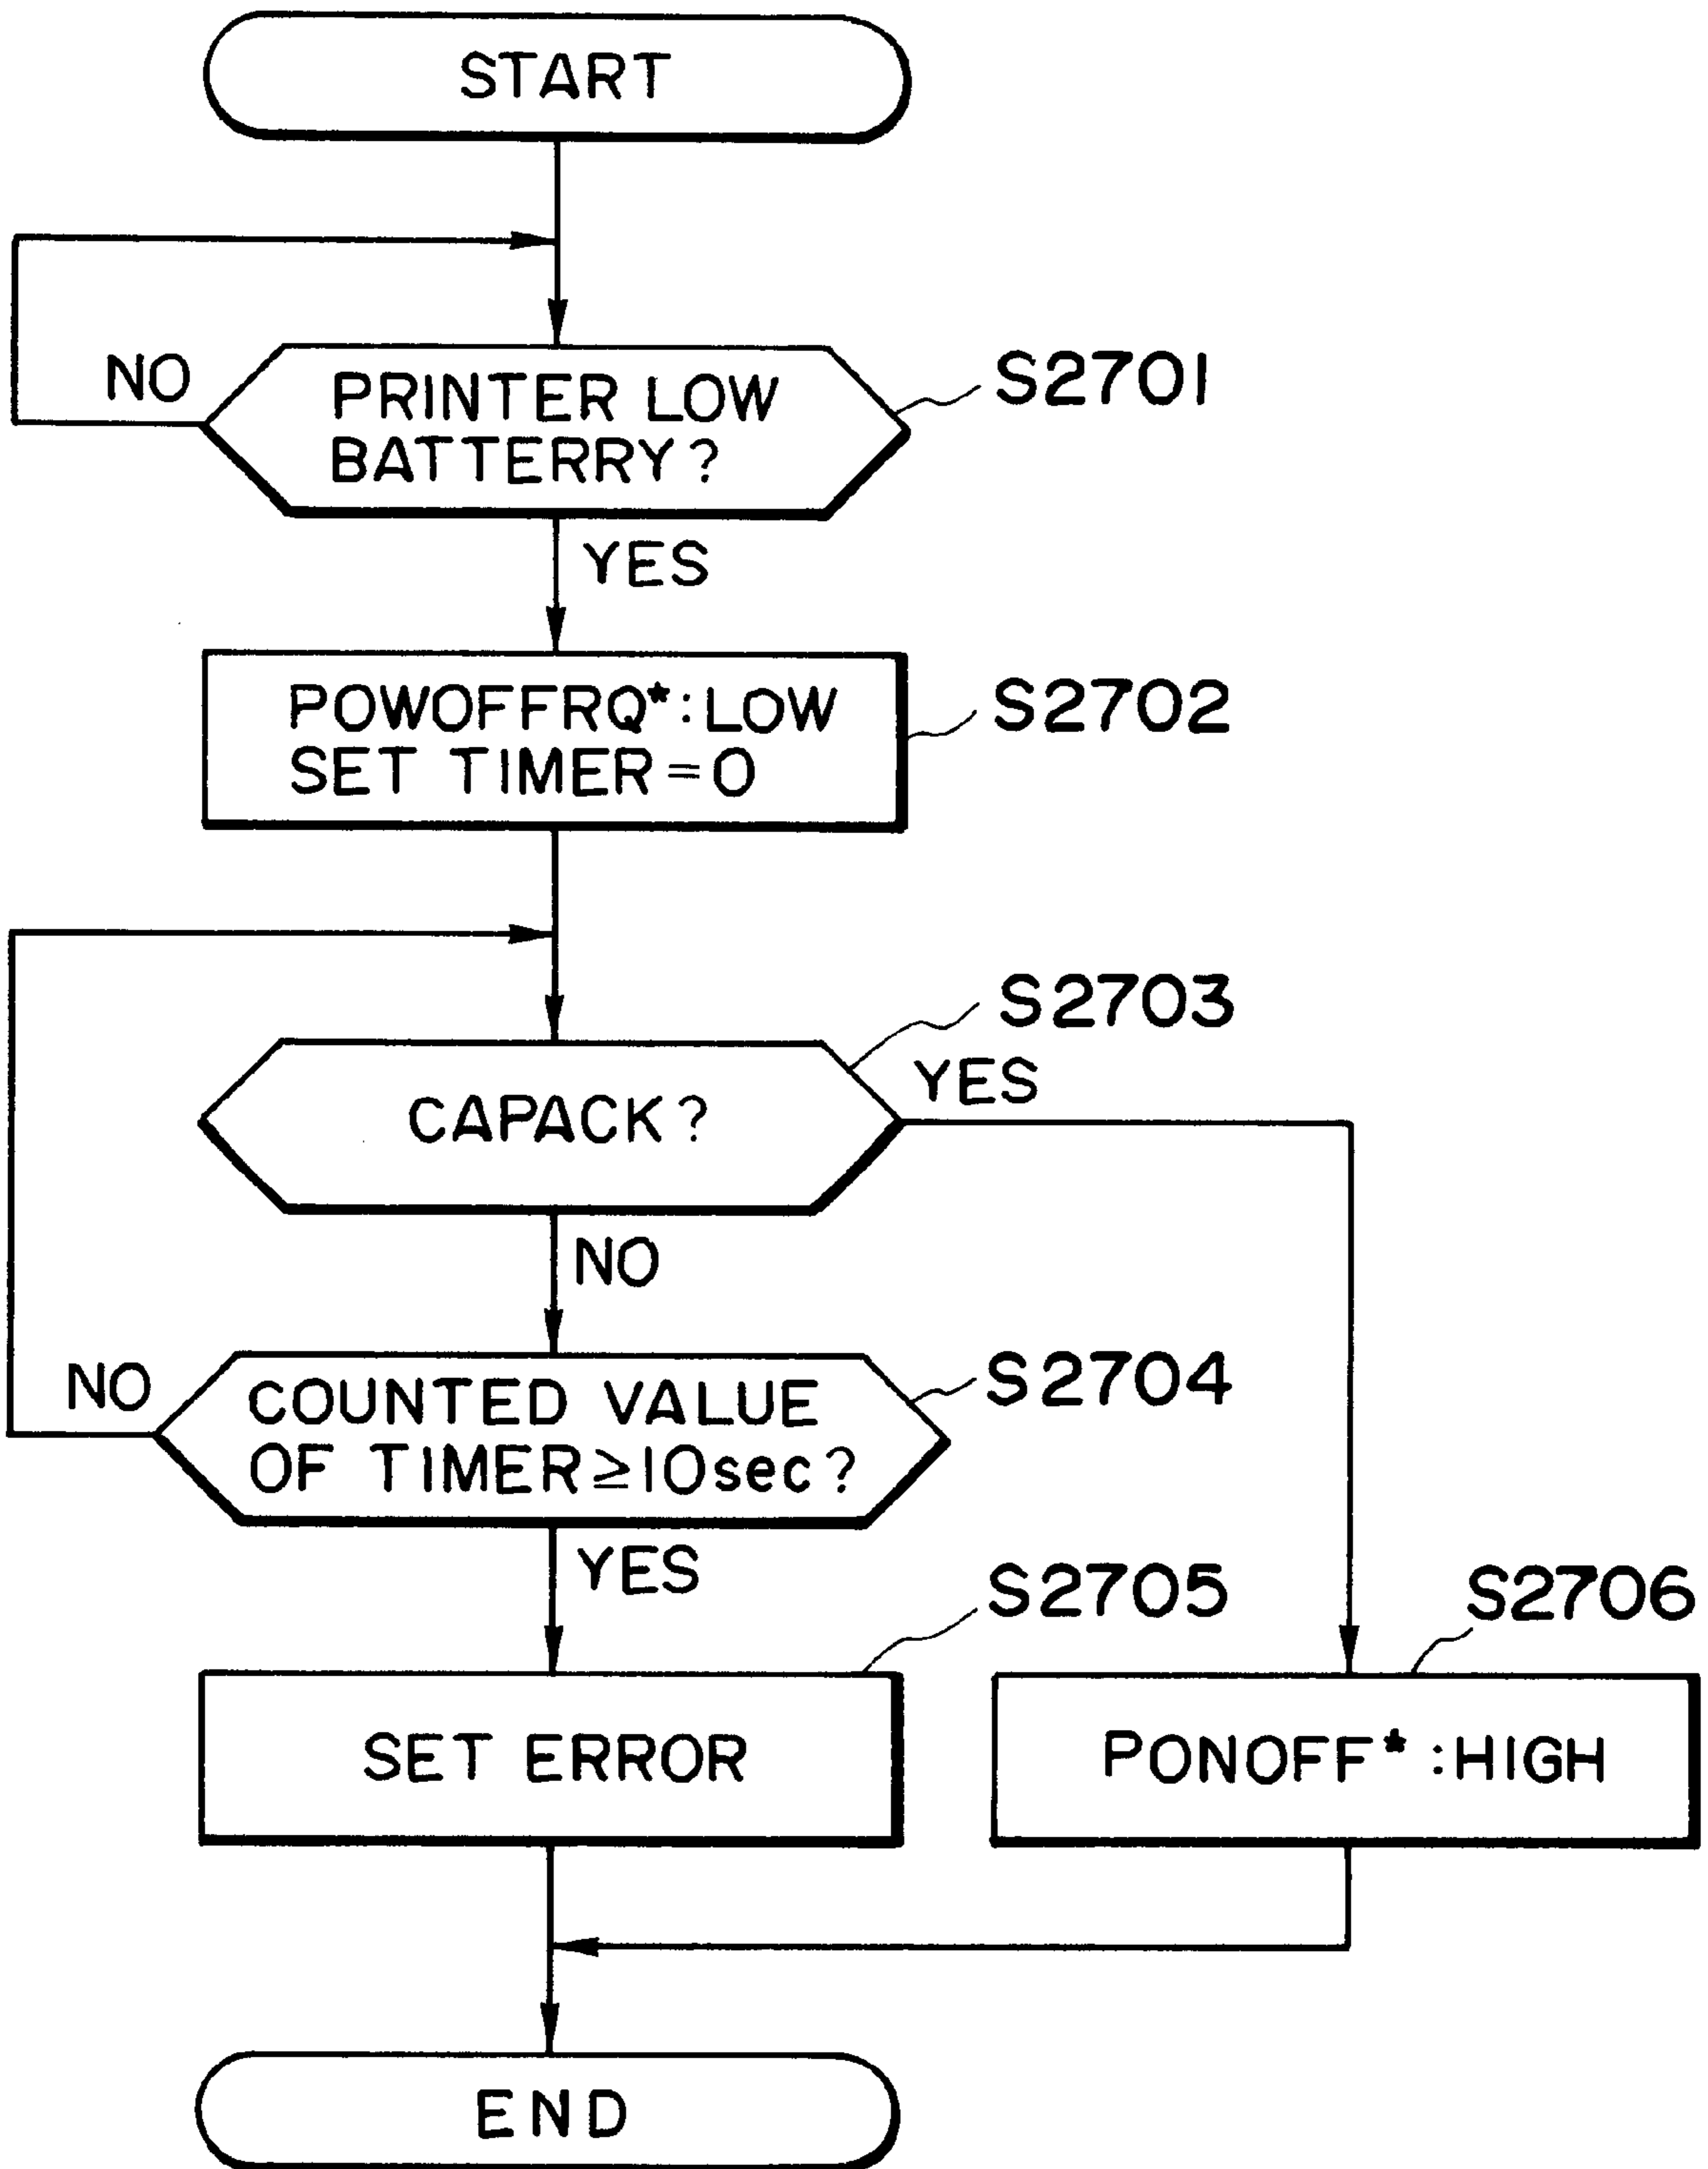 START
NO
PRINTER LOW
BATTERRY?
S2701
YES
POWOFFRQ*:LOW
SET TIMER=0
S2702
S2703
CAPACK?
YES
NO
NO
COUNTED VALUE
OF TIMER≥10sec?
S2704
YES
S2705
S2706
SET ERROR
PONOFF*:HIGH
END